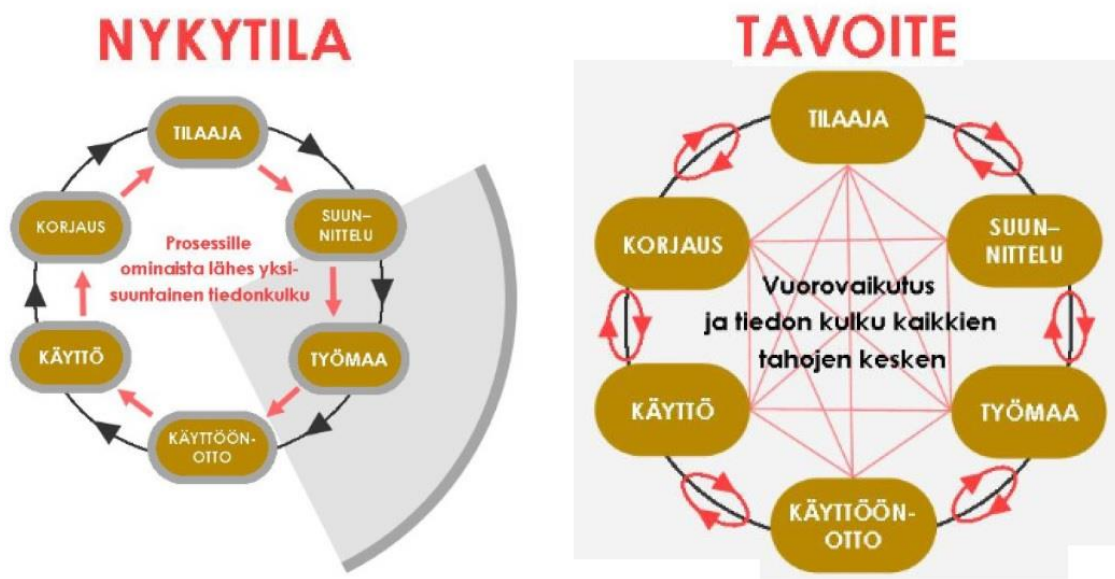 NYKYTILA
TILAAJA
SUUN–
NITTELU
TYÖMAA
KÄYTTÖÖN-
OTTO
KÄYTTÖ
KORJAUS
Prosessille
ominaista lähes yksi-
suuntainen tiedonkulku
TAVOITE
TILAAJA
SUUN–
NITTELU
TYÖMAA
KÄYTTÖÖN-
OTTO
KÄYTTÖ
KORJAUS
Vuorovaikutus
ja tiedon kulku kaikkien
tahojen kesken